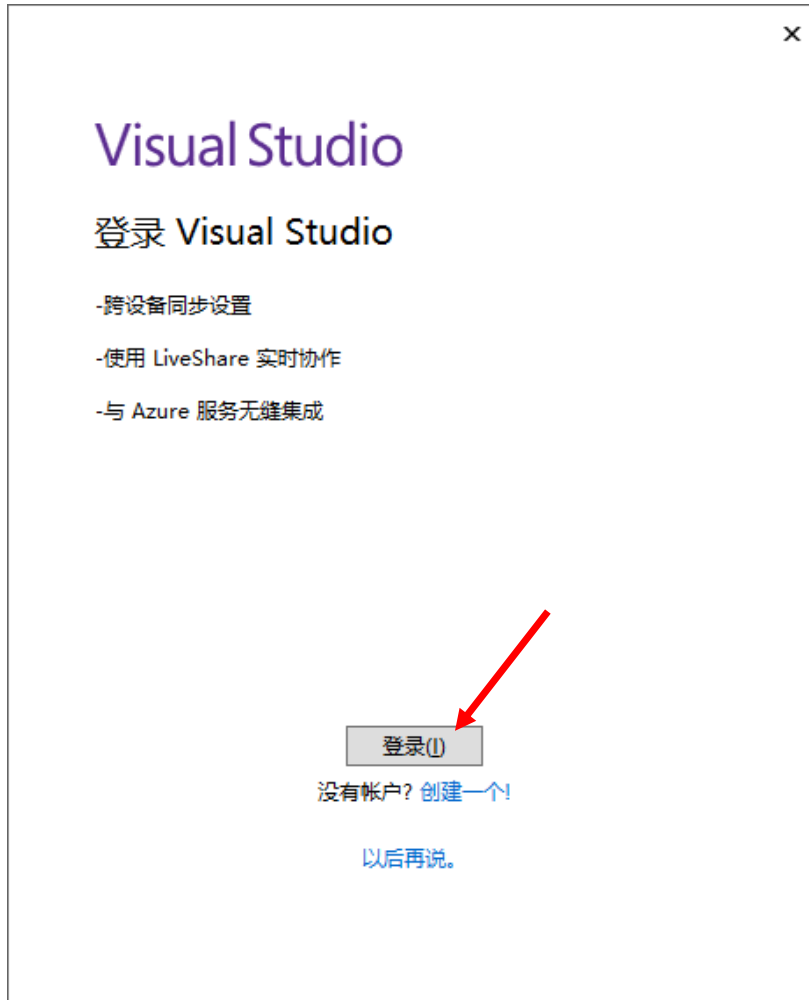 Visual Studio
登录 Visual Studio
-跨设备同步设置
-使用 LiveShare 实时协作
-与 Azure 服务无缝集成
登录(I)
没有帐户? 创建一个!
以后再说。